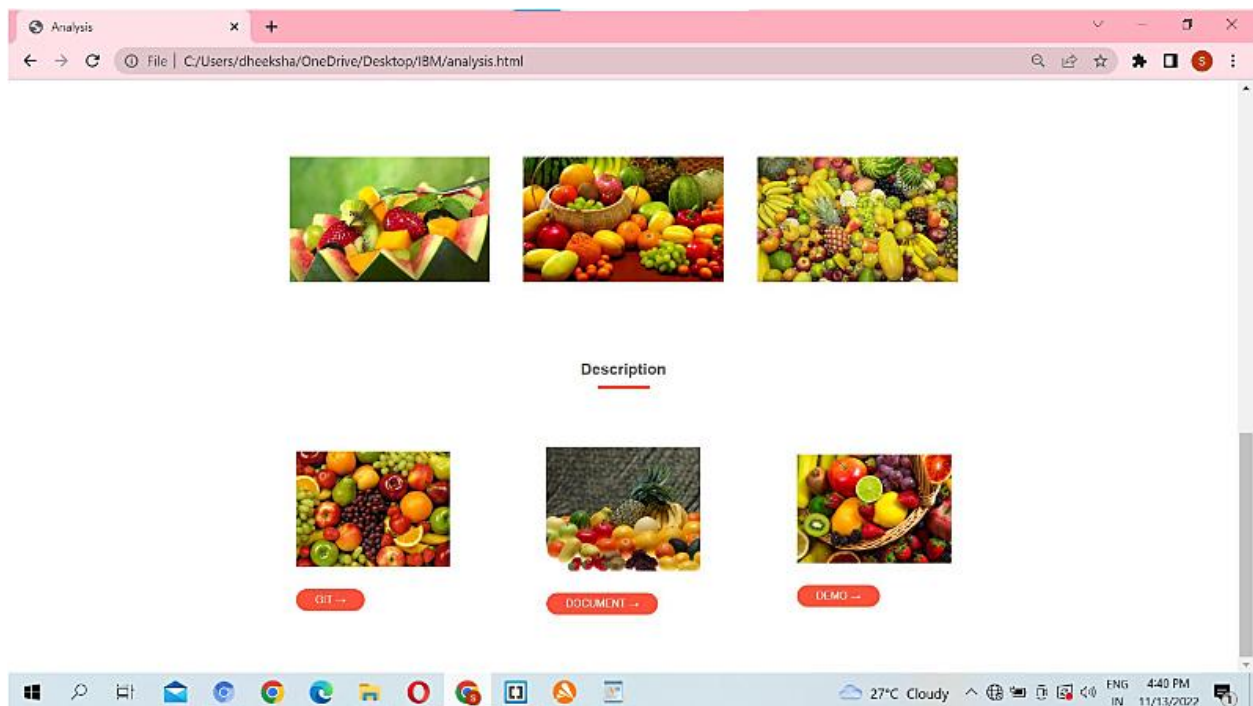 Analysis
File | C:/Users/dheeksha/OneDrive/Desktop/IBM/analysis.html
S
Description
GIT →
DOCUMENT →
DEMO →
27°C Cloudy
ENG
IN
4:40 PM
11/13/2022
1